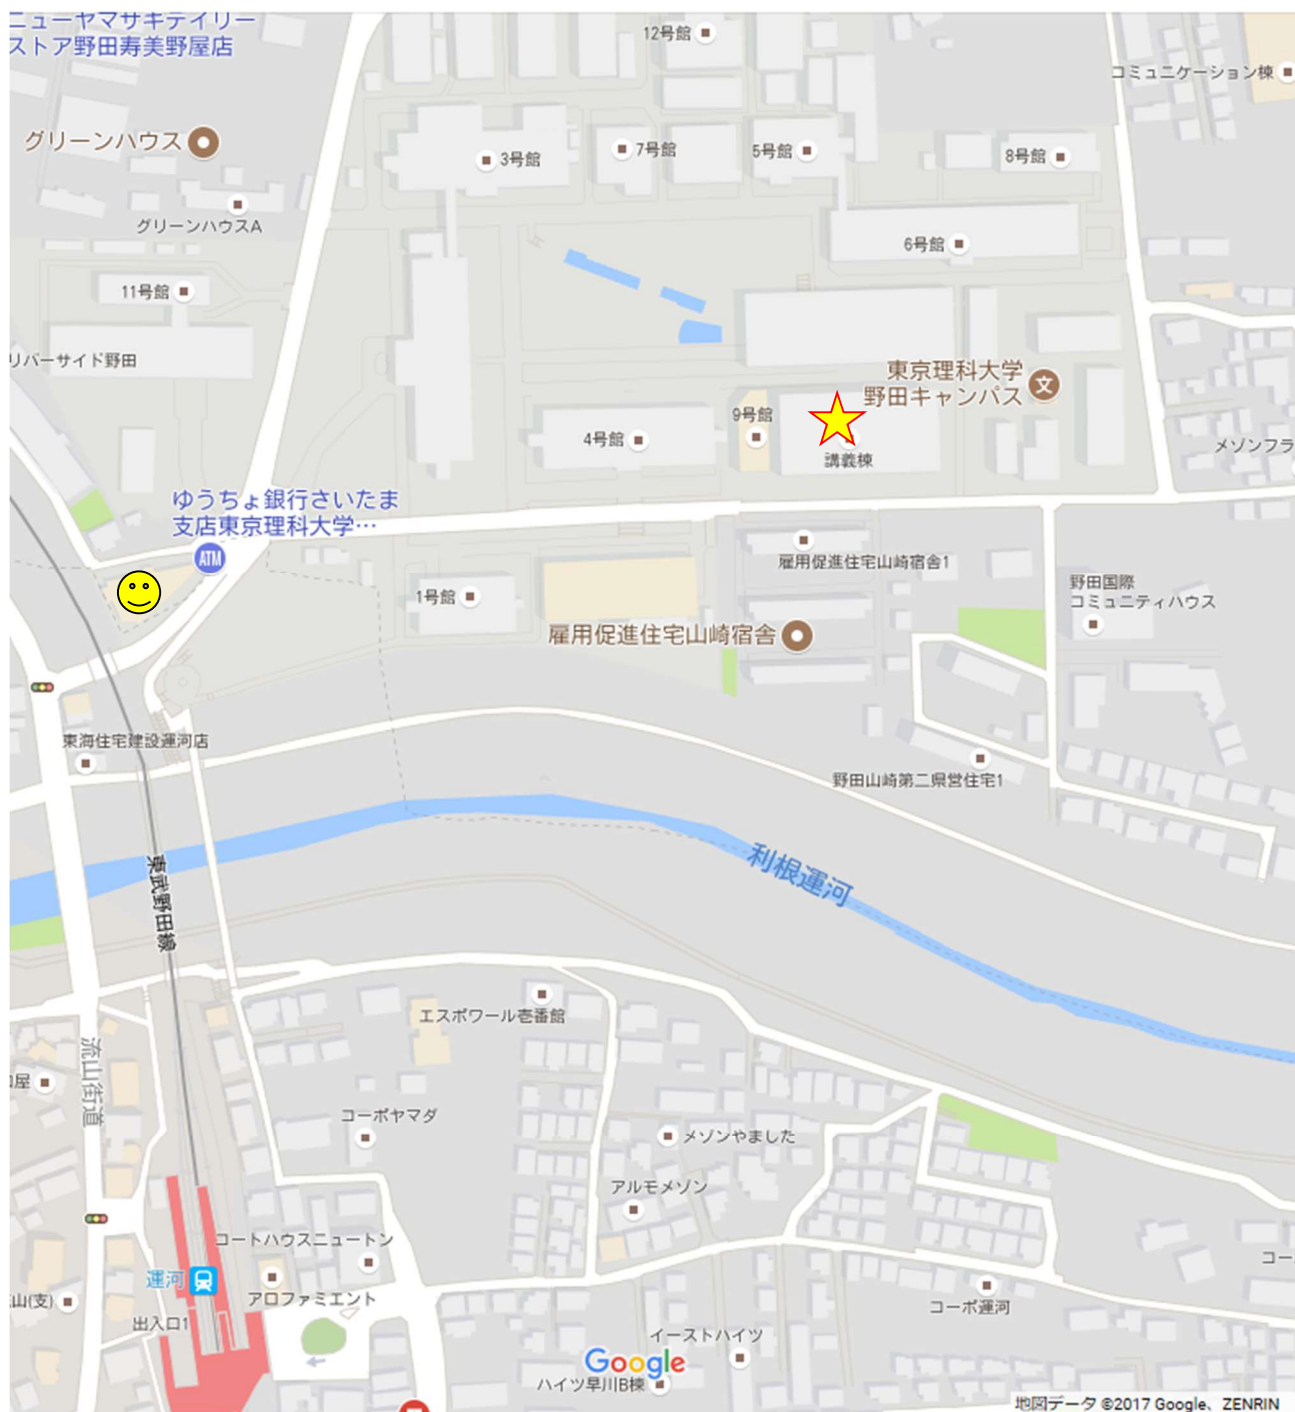 ニューヤマサキデイリー
ストア野田寿美野屋店
12号館
コミュニケーション棟
グリーンハウス
3号館
7号館
5号館
8号館
グリーンハウスA
6号館
11号館
リバーサイド野田
東京理科大学
野田キャンパス
文
9号館
4号館
講義棟
メゾンフラ
ゆうちょ銀行さいたま
支店東京理科大学…
ATM
雇用促進住宅山崎宿舎1
野田国際
コミュニティハウス
1号館
雇用促進住宅山崎宿舎
東海住宅建設運河店
野田山崎第二県営住宅1
利根運河
東武野田線
エスポワール壱番館
流山街道
屋
コーポヤマダ
メゾンやました
アルモメゾン
コートハウスニュートン
コー
運河
アロファミエント
山(支)
コーポ運河
出入口1
イーストハイツ
Google
ハイツ早川B棟
地図データ ©2017 Google、ZENRIN